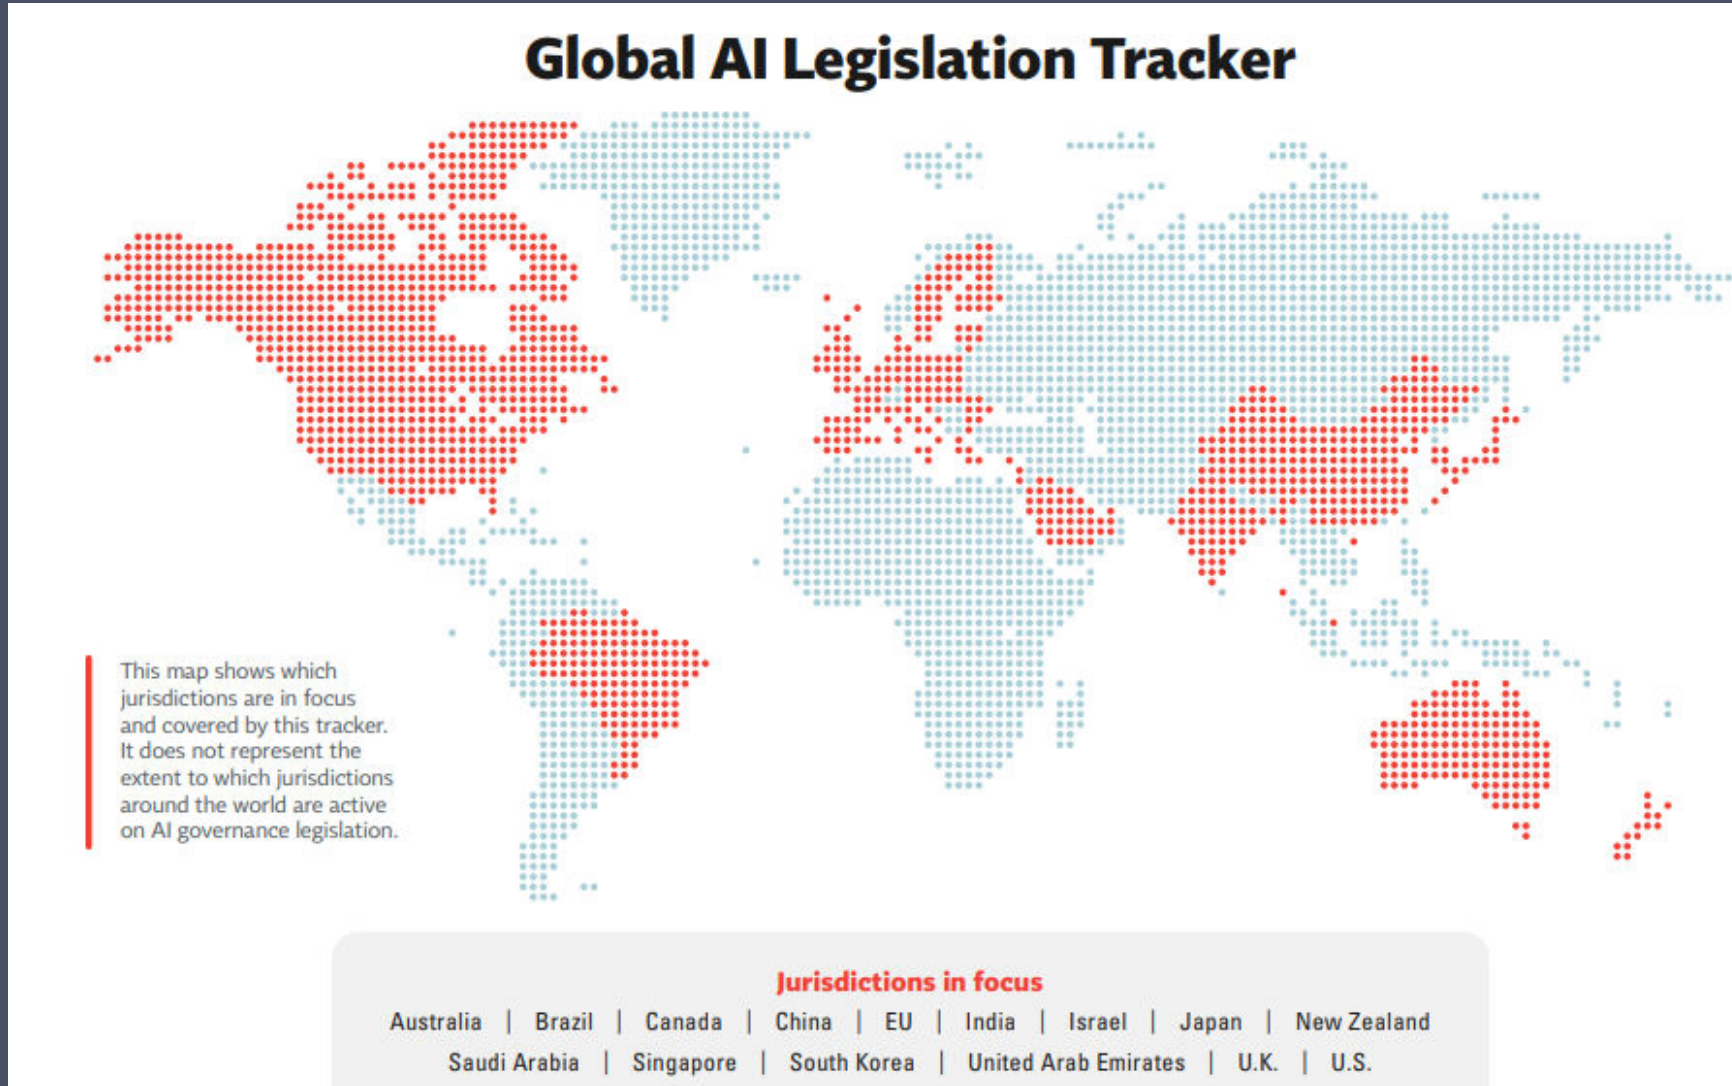 Global AI Legislation Tracker
This map shows which
jurisdictions are in focus
and covered by this tracker.
It does not represent the
extent to which jurisdictions
around the world are active
on AI governance legislation.
Jurisdictions in focus
Australia | Brazil | Canada | China | EU | India | Israel | Japan | New Zealand
Saudi Arabia | Singapore | South Korea | United Arab Emirates | U.K. | U.S.